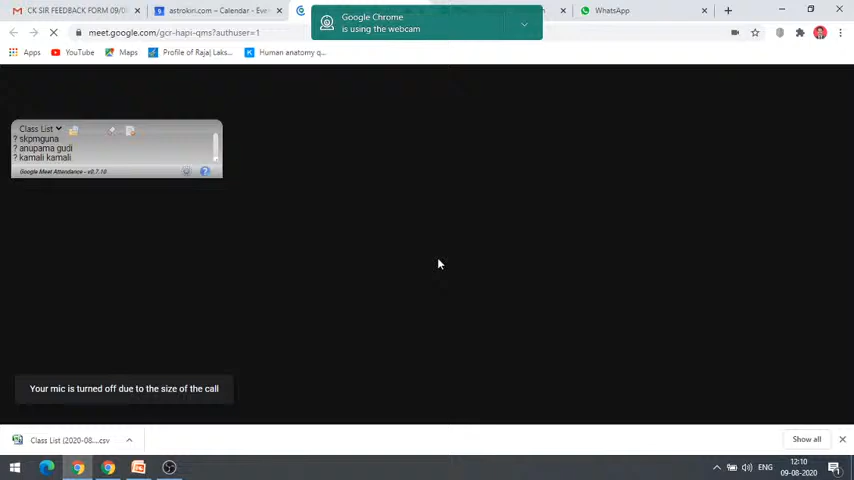 CK SIR FEEDBACK FORM 09/0
astrokiri.com – Calendar - Eve
Google Chrome
is using the webcam
WhatsApp
meet.google.com/gcr-hapi-qms?authuser=1
Apps
YouTube
Maps
Profile of Raja| Laks...
Human anatomy q...
Class List
? skpmguna
? anupama gudi
? kamali kamali
Google Meet Attendance - v0.7.10
Your mic is turned off due to the size of the call
Class List (2020-08....csv
Show all
ENG
12:10
09-08-2020